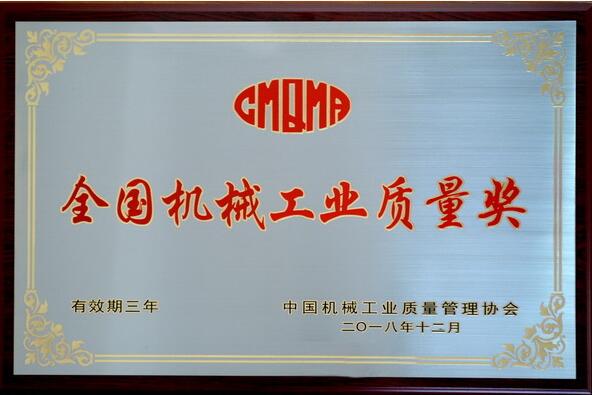 CMQMA
全国机械工业质量奖
有效期三年
中国机械工业质量管理协会
二〇一八年十二月